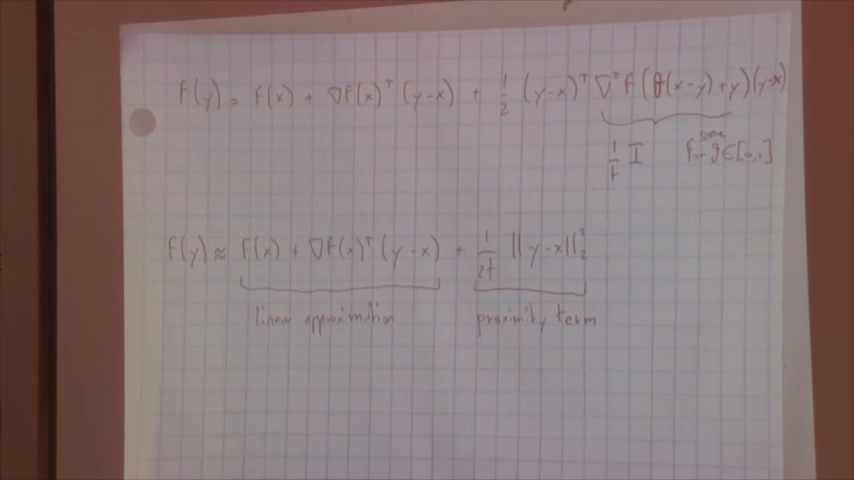 f(y) = f(x) + ∇f(x)ᵀ (y-x) + 1/2 (y-x)ᵀ ∇²f(θ(x-y)+y)(y-x)
1/t I for some θ∈[0,1]
f(y) ≈ f(x) + ∇f(x)ᵀ (y-x) + 1/2t ||y-x||₂²
linear approximation proximity term